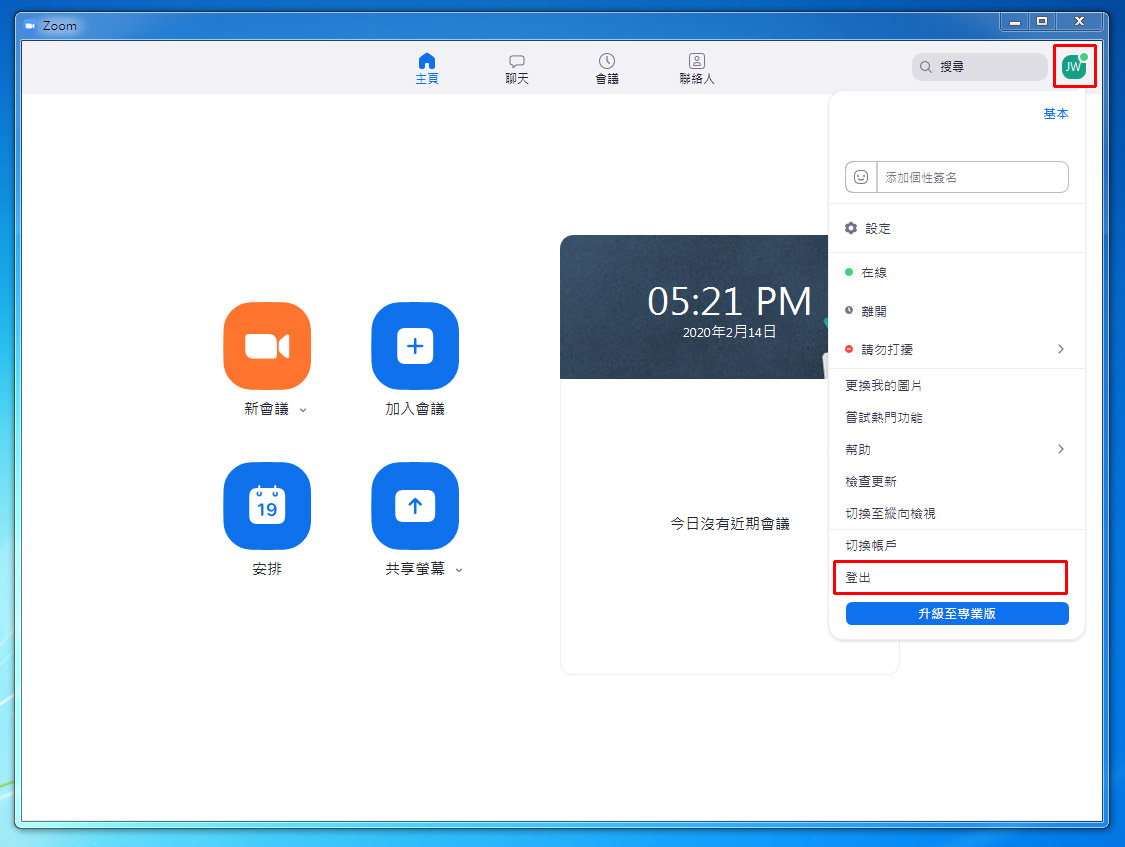 Zoom
主頁
聊天
會議
聯絡人
搜尋
JW
基本
添加個性簽名
設定
在線
離開
請勿打擾
更換我的圖片
嘗試熱門功能
幫助
檢查更新
切換至縱向檢視
切換帳戶
登出
升級至專業版
05:21 PM
2020年2月14日
今日沒有近期會議
新會議
加入會議
19
安排
共享螢幕